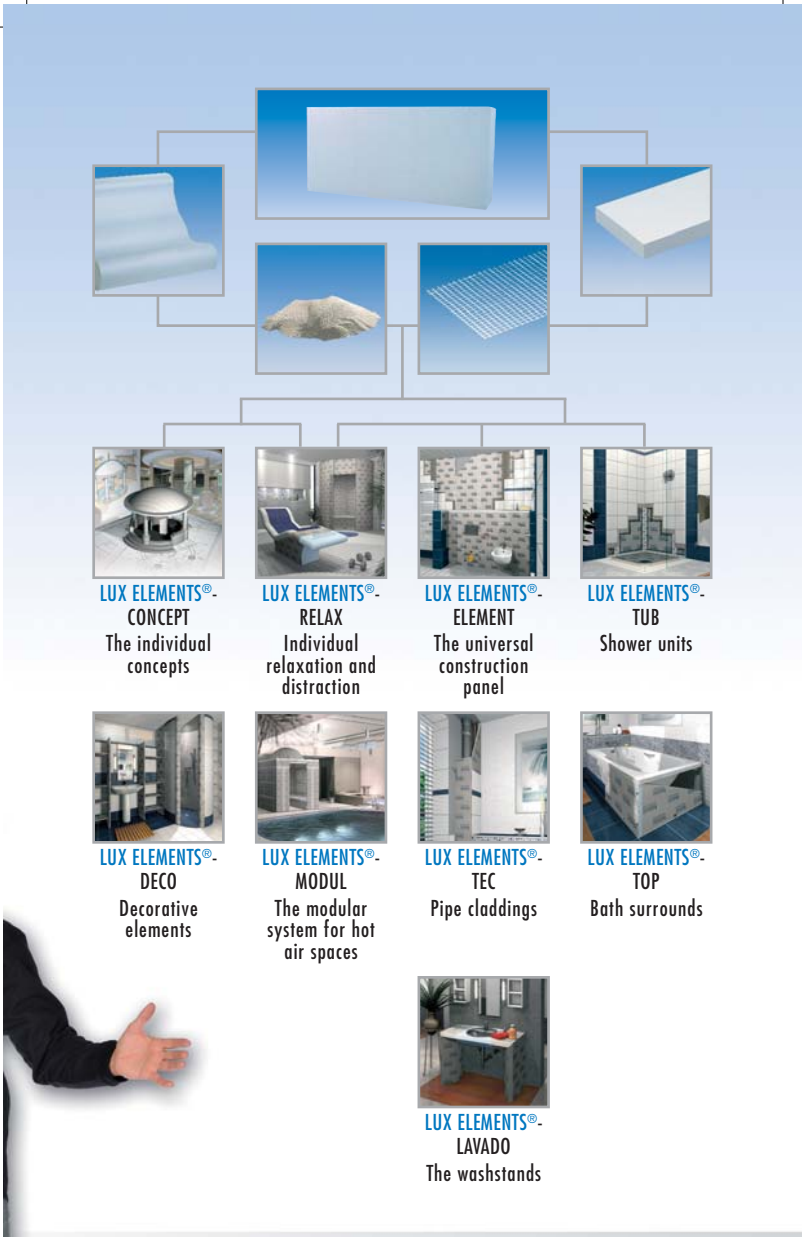 LUX ELEMENTS®-
CONCEPT
The individual
concepts
LUX ELEMENTS®-
RELAX
Individual
relaxation and
distraction
LUX ELEMENTS®-
ELEMENT
The universal
construction
panel
LUX ELEMENTS®-
TUB
Shower units
LUX ELEMENTS®-
DECO
Decorative
elements
LUX ELEMENTS®-
MODUL
The modular
system for hot
air spaces
LUX ELEMENTS®-
TEC
Pipe claddings
LUX ELEMENTS®-
TOP
Bath surrounds
LUX ELEMENTS®-
LAVADO
The washstands